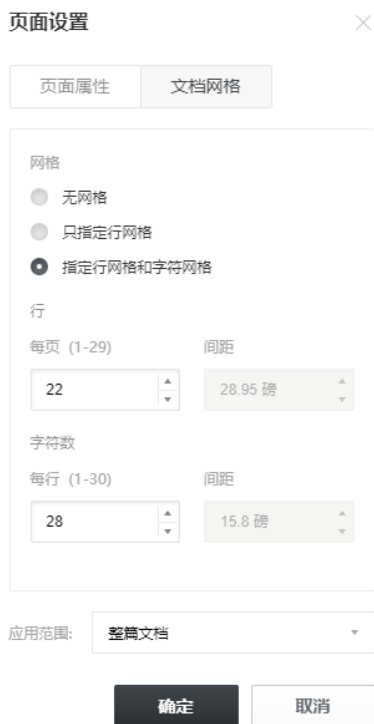 页面设置
页面属性 文档网格
网格
无网格
只指定行网格
指定行网格和字符网格
行
每页 (1-29) 间距
22 28.95 磅
字符数
每行 (1-30) 间距
28 15.8 磅
应用范围: 整篇文档
确定 取消